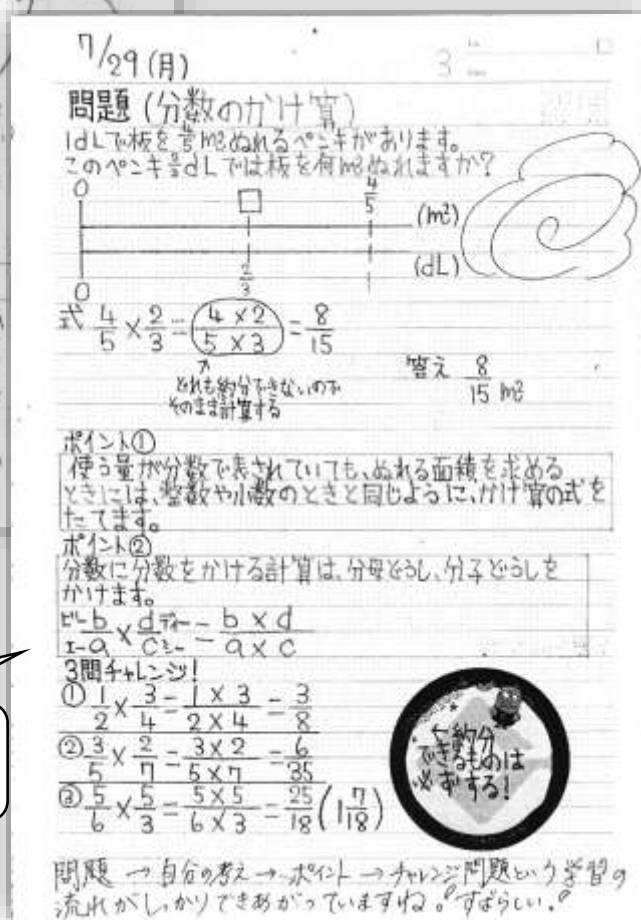 7/29(月)
問題(分数のかけ算)
1dLで板を4/5m²ぬれるペンキがあります。
このペンキ2/3dLでは板を何m²ぬれますか?
0 □ 4/5 (m²)
0 2/3 1 (dL)
式 4/5 × 2/3 = (4×2)/(5×3) = 8/15
↑
どれも約分できないので
そのまま計算する
答え 8/15 m²
ポイント①
使う量が分数で表されていても、ぬれる面積を求める
ときには、整数や小数のときと同じように、かけ算の式を
たてます。
ポイント②
分数に分数をかける計算は、分母どうし、分子どうしを
かけます。
ビー b/a エー × ディー d/c シー = (b×d)/(a×c)
3問チャレンジ!
① 1/2 × 3/4 = (1×3)/(2×4) = 3/8
② 3/5 × 2/7 = (3×2)/(5×7) = 6/35
③ 5/6 × 5/3 = (5×5)/(6×3) = 25/18 (1 7/18)
←約分
できるものは
必ずする!
問題→自分の考え→ポイント→チャレンジ問題という学習の
流れがしっかりできあがっていますね。すばらしい。